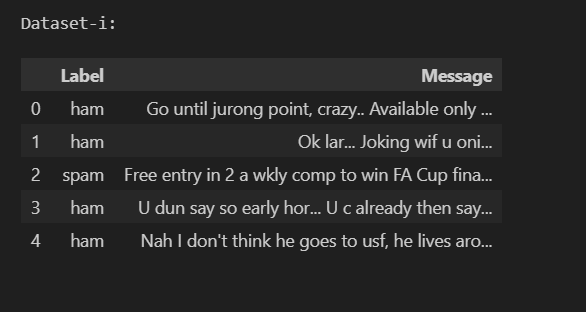 Dataset-i:
Label Message
0 ham Go until jurong point, crazy.. Available only ...
1 ham Ok lar... Joking wif u oni...
2 spam Free entry in 2 a wkly comp to win FA Cup fina...
3 ham U dun say so early hor... U c already then say...
4 ham Nah I don't think he goes to usf, he lives aro...